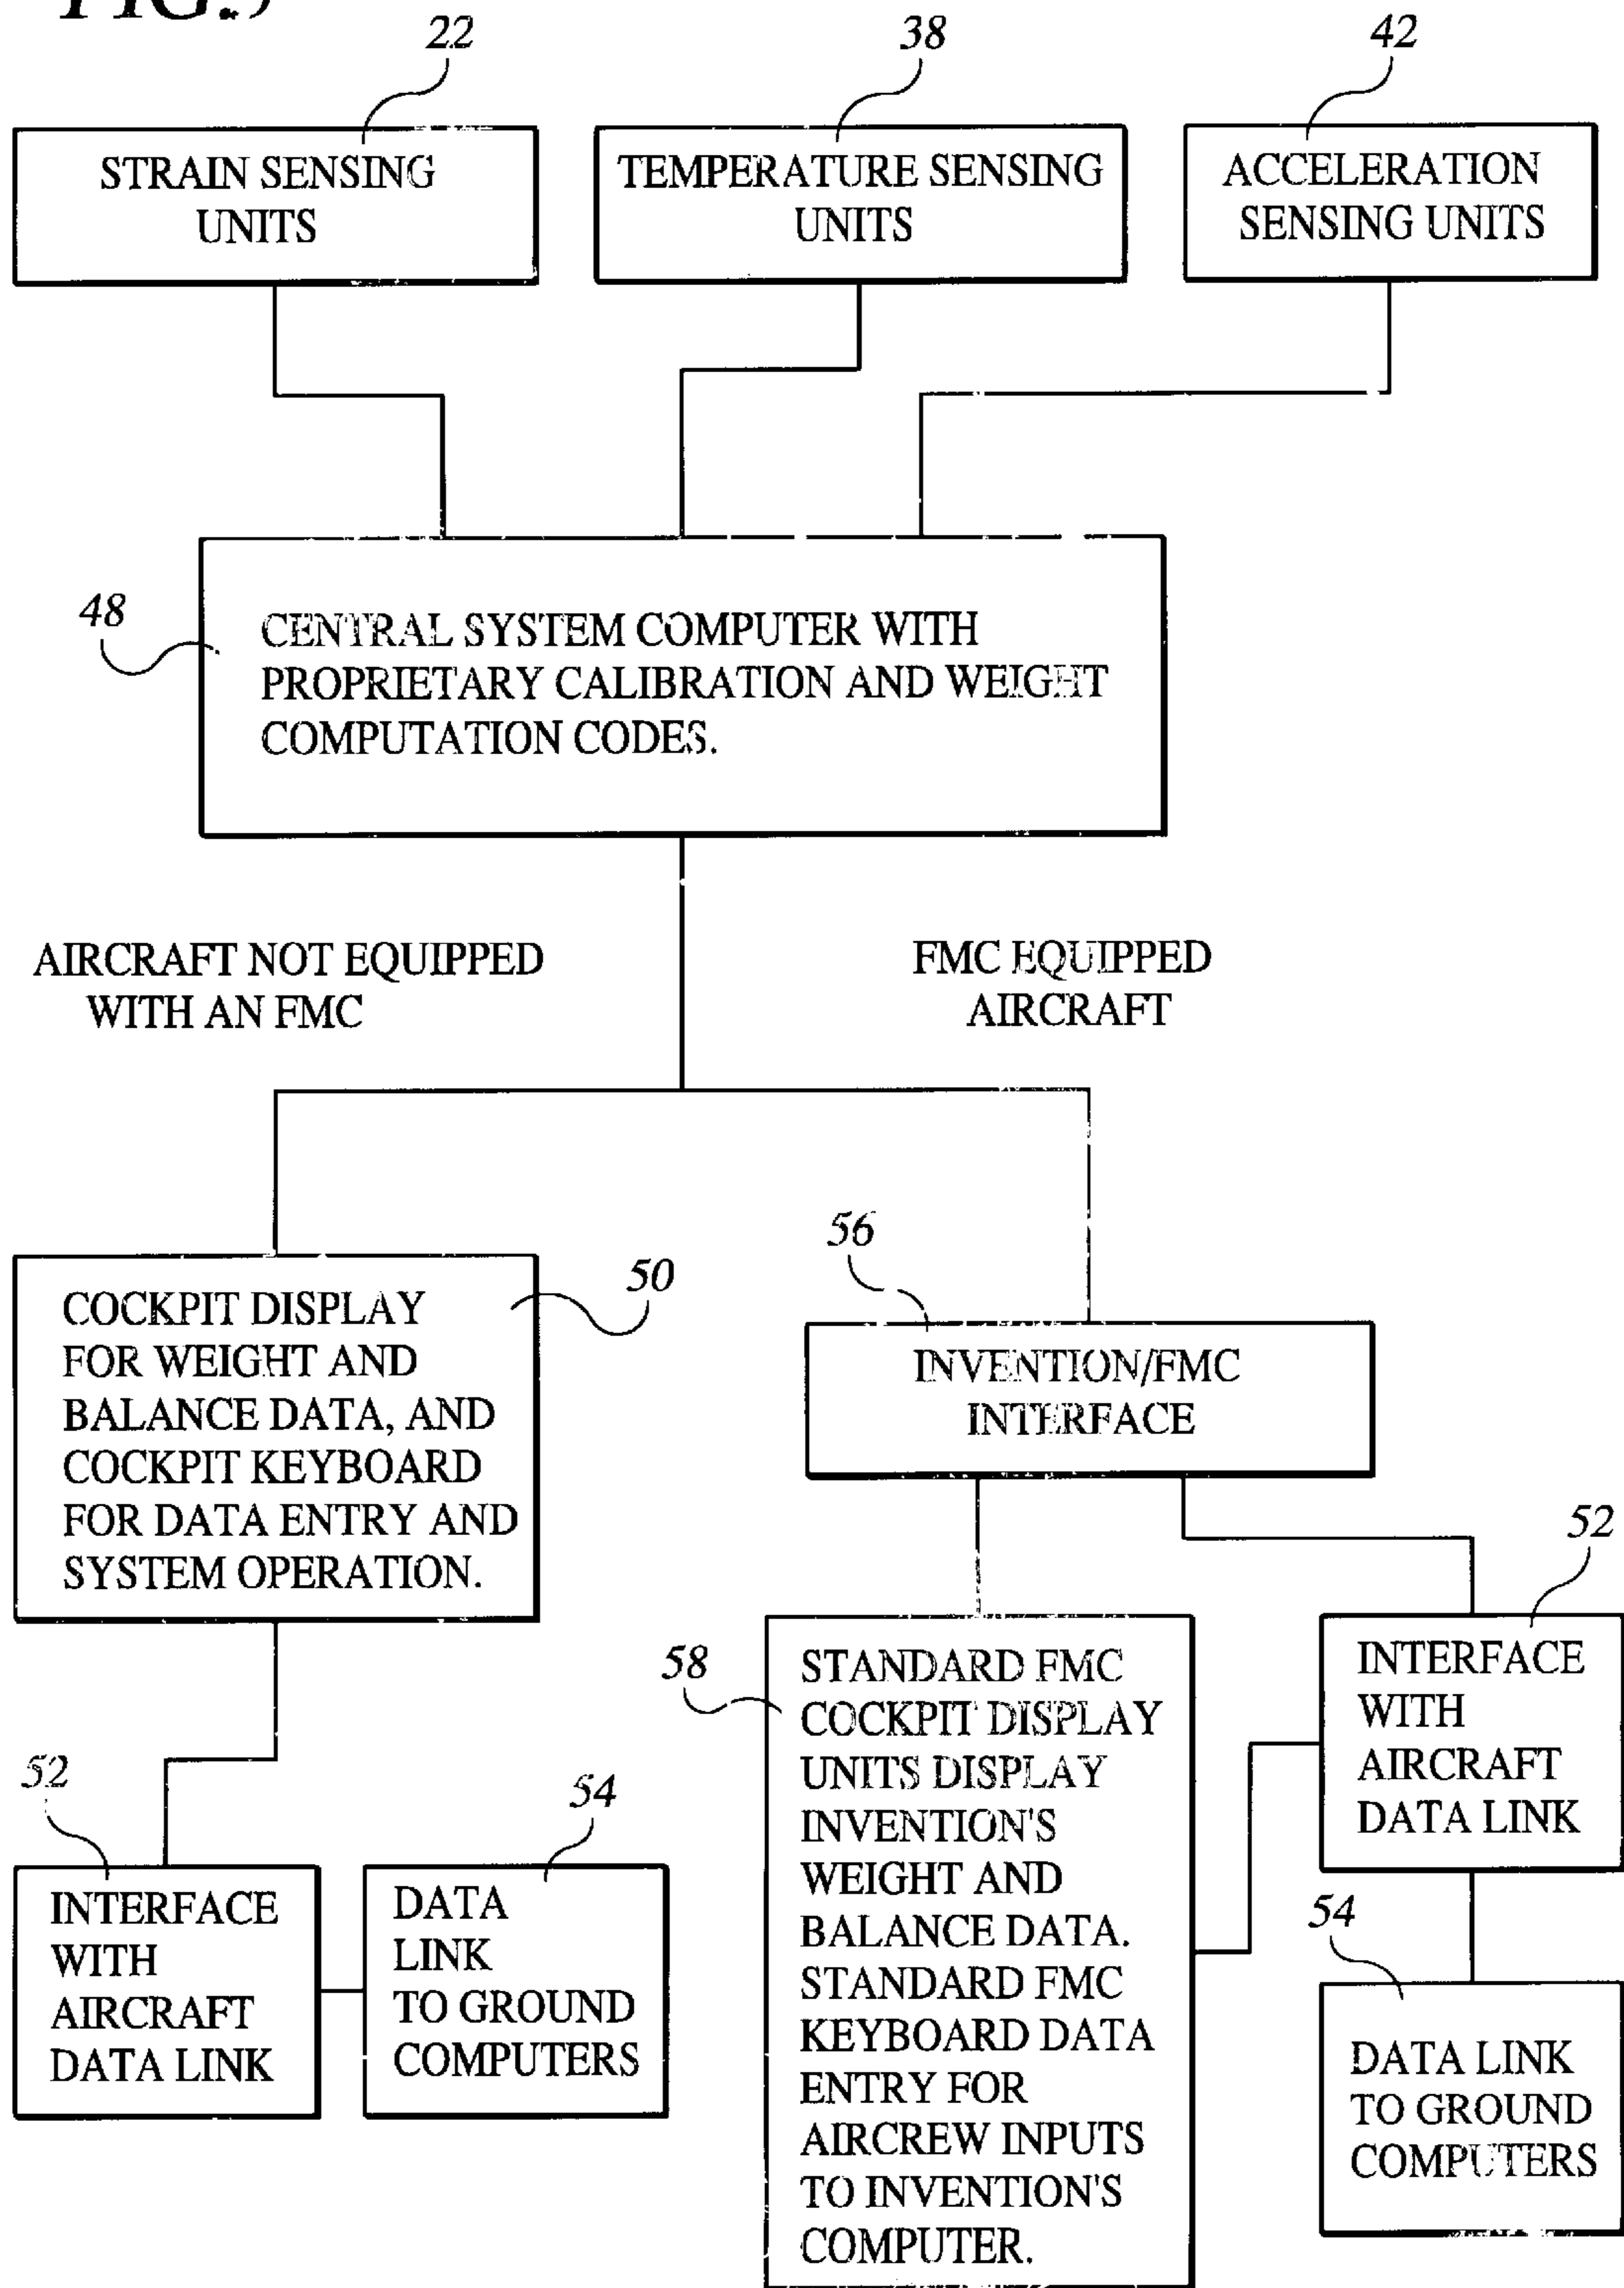 22
38
42
STRAIN SENSING
UNITS
TEMPERATURE SENSING
UNITS
ACCELERATION
SENSING UNITS
48
CENTRAL SYSTEM COMPUTER WITH
PROPRIETARY CALIBRATION AND WEIGHT
COMPUTATION CODES.
AIRCRAFT NOT EQUIPPED
WITH AN FMC
FMC EQUIPPED
AIRCRAFT
50
COCKPIT DISPLAY
FOR WEIGHT AND
BALANCE DATA, AND
COCKPIT KEYBOARD
FOR DATA ENTRY AND
SYSTEM OPERATION.
56
INVENTION/FMC
INTERFACE
52
INTERFACE
WITH
AIRCRAFT
DATA LINK
54
DATA
LINK
TO GROUND
COMPUTERS
58
STANDARD FMC
COCKPIT DISPLAY
UNITS DISPLAY
INVENTION'S
WEIGHT AND
BALANCE DATA.
STANDARD FMC
KEYBOARD DATA
ENTRY FOR
AIRCREW INPUTS
TO INVENTION'S
COMPUTER.
52
INTERFACE
WITH
AIRCRAFT
DATA LINK
54
DATA LINK
TO GROUND
COMPUTERS